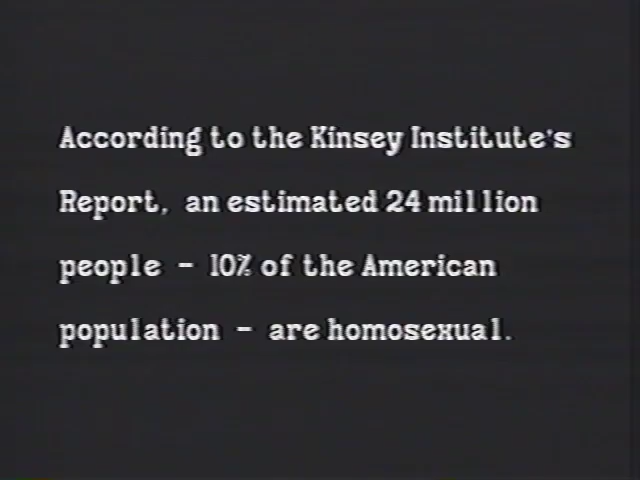 According to the Kinsey Institute's
Report, an estimated 24 million
people - 10% of the American
population - are homosexual.